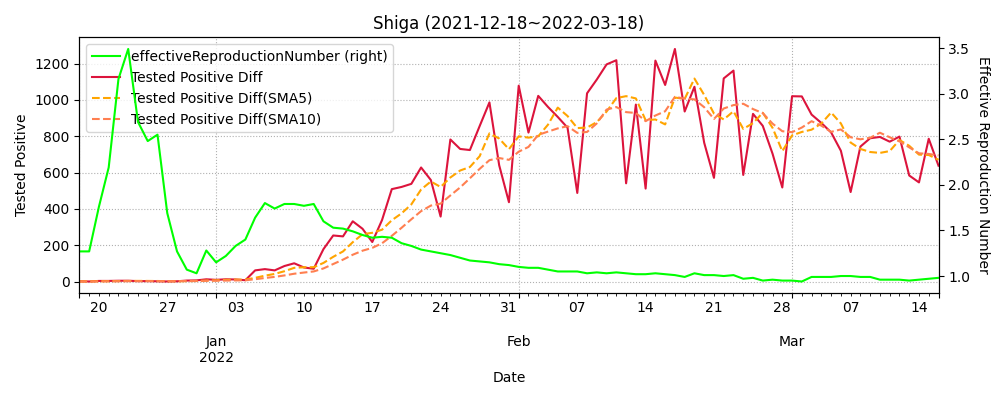 Shiga (2021-12-18~2022-03-18)
effectiveReproductionNumber (right)
Tested Positive Diff
Tested Positive Diff(SMA5)
Tested Positive Diff(SMA10)
Tested Positive
0
200
400
600
800
1000
1200
Effective Reproduction Number
1.0
1.5
2.0
2.5
3.0
3.5
20 27 03 10 17 24 31 07 14 21 28 07 14
Jan Feb Mar
2022
Date